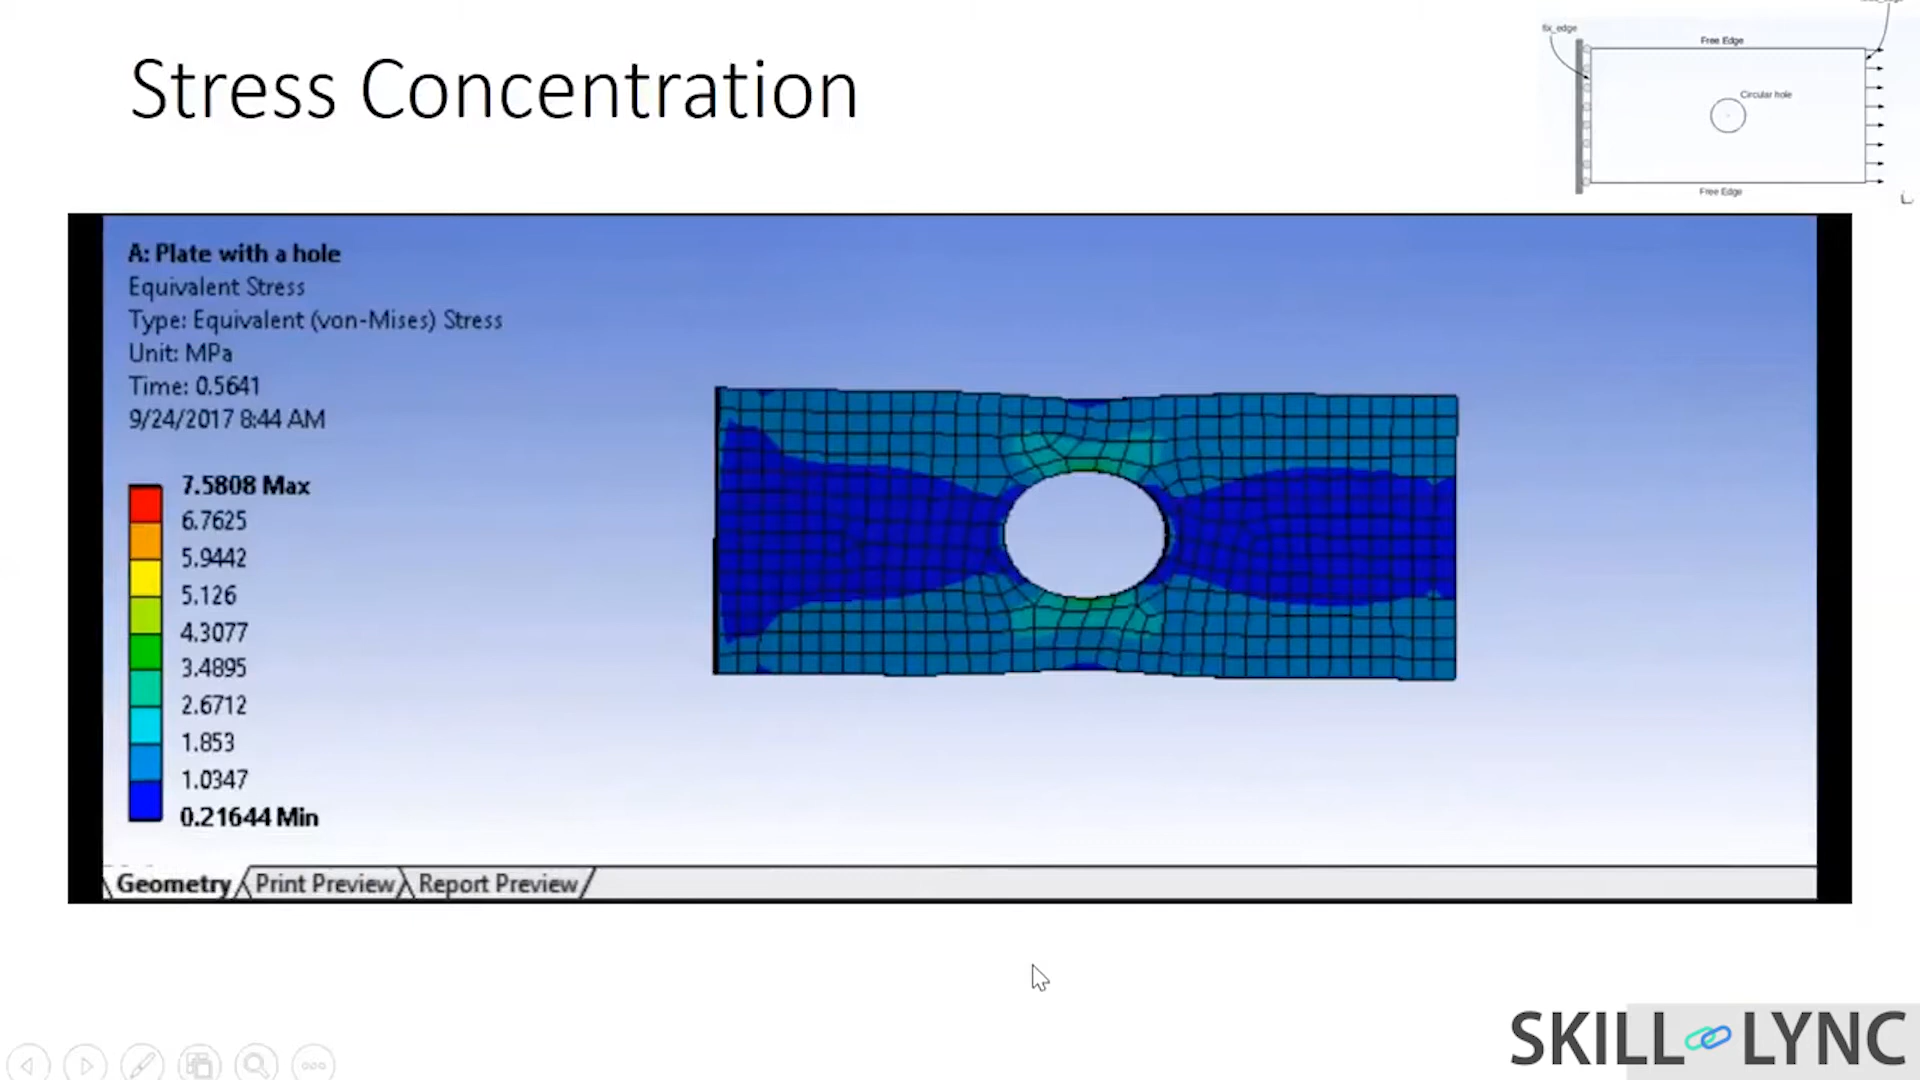 Stress Concentration
fix_edge
Free Edge
Circular hole
Free Edge
A: Plate with a hole
Equivalent Stress
Type: Equivalent (von-Mises) Stress
Unit: MPa
Time: 0.5641
9/24/2017 8:44 AM
7.5808 Max
6.7625
5.9442
5.126
4.3077
3.4895
2.6712
1.853
1.0347
0.21644 Min
Geometry Print Preview Report Preview
SKILL LYNC